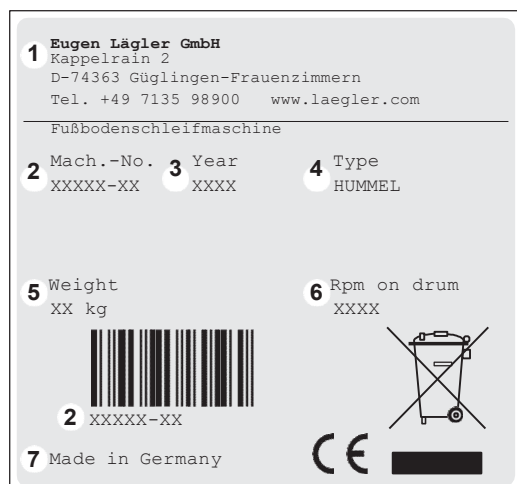 1 Eugen Lägler GmbH
Kappelrain 2
D-74363 Güglingen-Frauenzimmern
Tel. +49 7135 98900 www.laegler.com
Fußbodenschleifmaschine
2 Mach.-No. 3 Year 4 Type
XXXXX-XX XXXX HUMMEL
5 Weight 6 Rpm on drum
XX kg XXXX
2 XXXXX-XX
7 Made in Germany CE